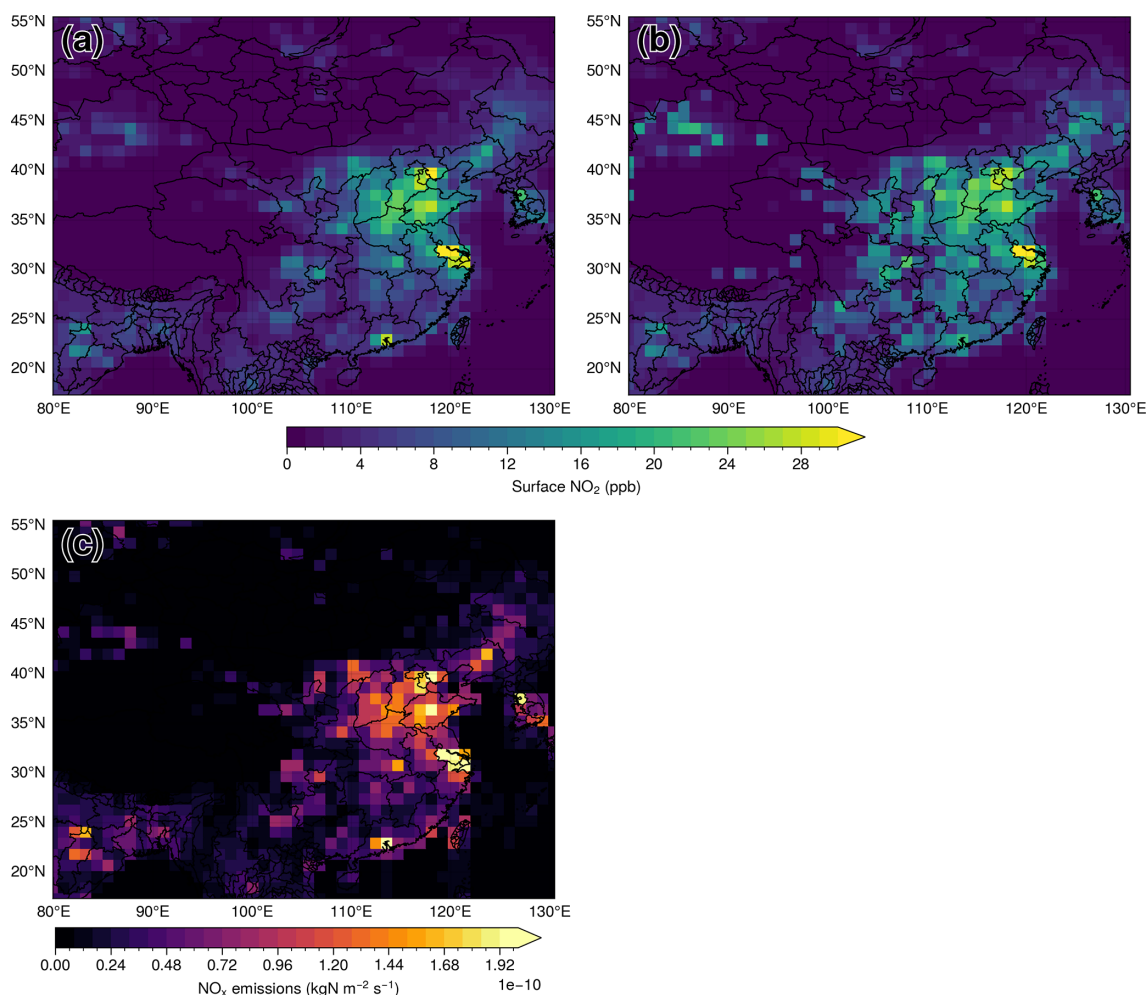 (a)
(b)
55°N
50°N
45°N
40°N
35°N
30°N
25°N
20°N
80°E 90°E 100°E 110°E 120°E 130°E
55°N
50°N
45°N
40°N
35°N
30°N
25°N
20°N
80°E 90°E 100°E 110°E 120°E 130°E
0 4 8 12 16 20 24 28
Surface NO₂ (ppb)
(c)
55°N
50°N
45°N
40°N
35°N
30°N
25°N
20°N
80°E 90°E 100°E 110°E 120°E 130°E
0.00 0.24 0.48 0.72 0.96 1.20 1.44 1.68 1.92
1e−10
NOₓ emissions (kgN m⁻² s⁻¹)